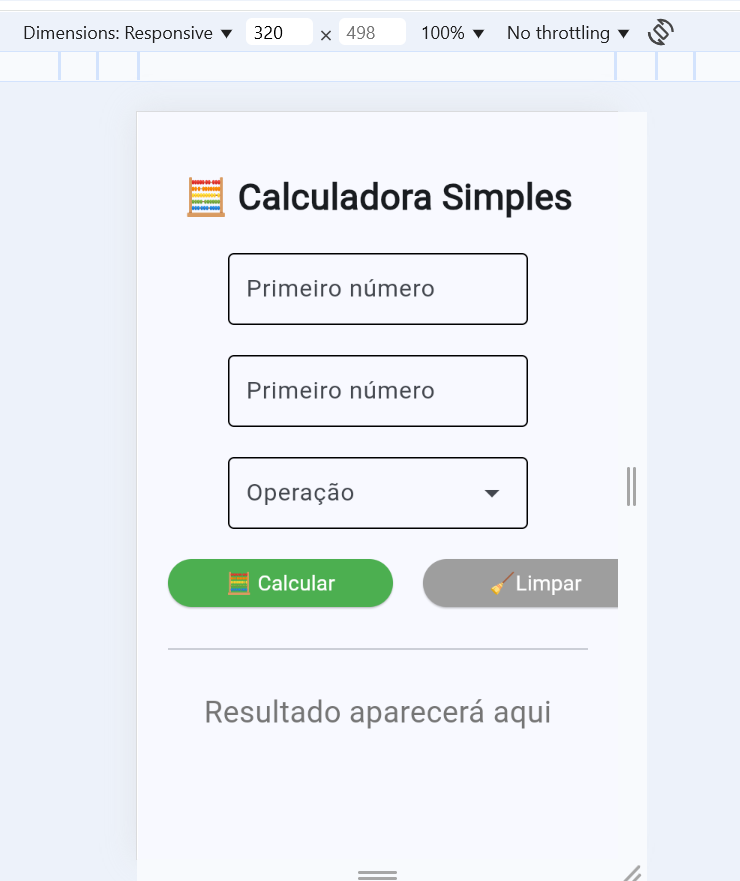 Dimensions: Responsive ▼ 320 × 498 100% ▼ No throttling ▼
🧮 Calculadora Simples
Primeiro número
Primeiro número
Operação
🧮 Calcular 🧹Limpar
Resultado aparecerá aqui